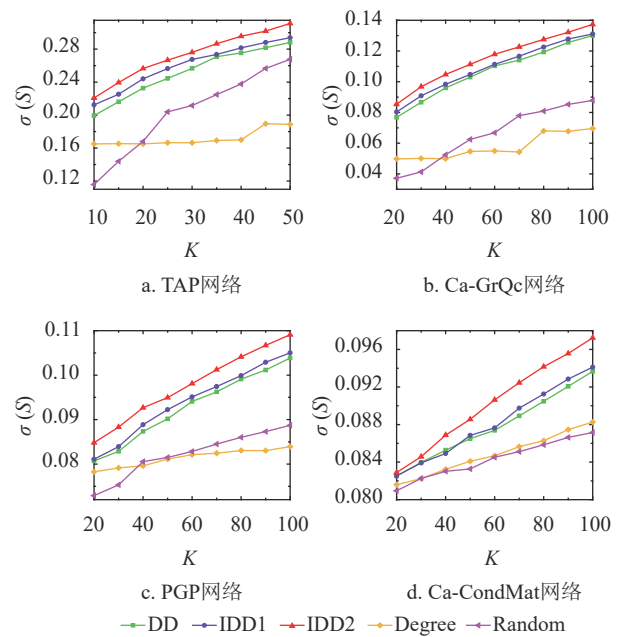 σ (S)
0.28
0.24
0.20
0.16
0.12
10 20 30 40 50
K
a. TAP网络
σ (S)
0.14
0.12
0.10
0.08
0.06
0.04
20 40 60 80 100
K
b. Ca-GrQc网络
σ (S)
0.11
0.10
0.09
0.08
20 40 60 80 100
K
c. PGP网络
σ (S)
0.096
0.092
0.088
0.084
0.080
20 40 60 80 100
K
d. Ca-CondMat网络
DD IDD1 IDD2 Degree Random